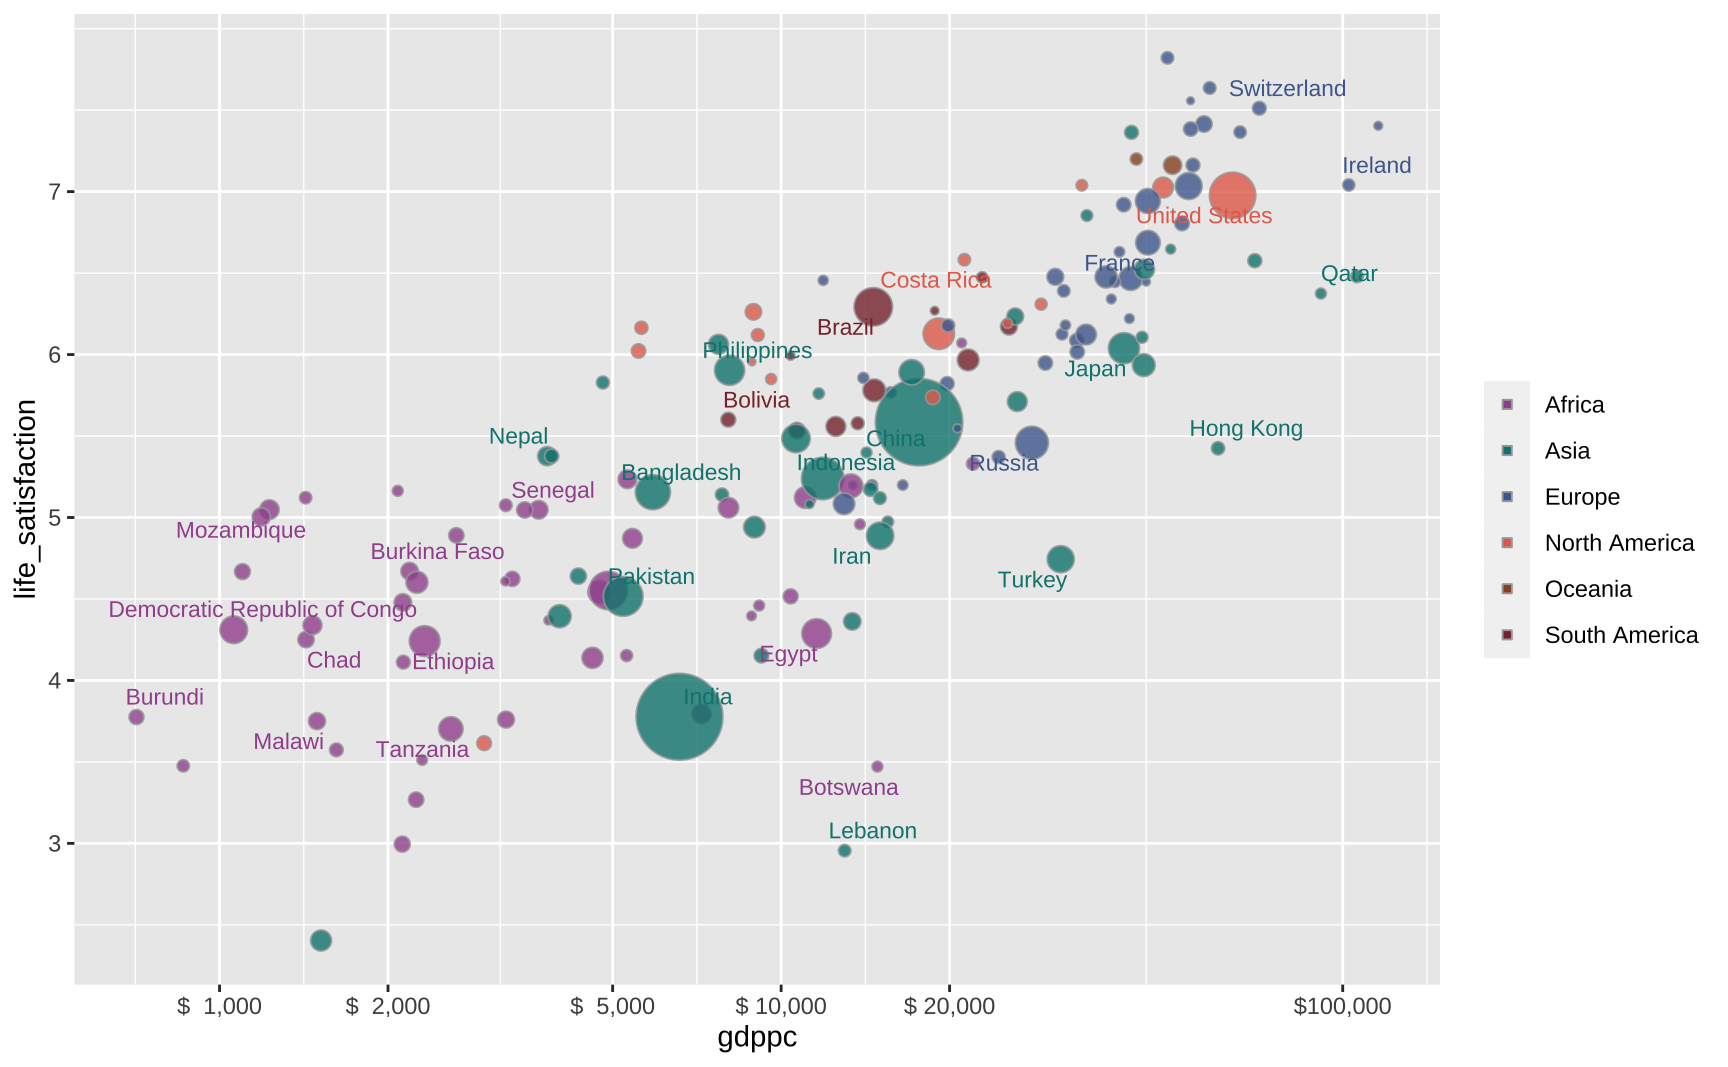 life_satisfaction
7
6
5
4
3
Switzerland
Ireland
United States
France
Costa Rica
Qatar
Brazil
Philippines
Japan
Bolivia
Hong Kong
Nepal
China
Indonesia
Russia
Bangladesh
Senegal
Mozambique
Burkina Faso
Iran
Turkey
Pakistan
Democratic Republic of Congo
Chad
Ethiopia
Egypt
Burundi
India
Malawi
Tanzania
Botswana
Lebanon
$ 1,000
$ 2,000
$ 5,000
$ 10,000
$ 20,000
$100,000
gdppc
Africa
Asia
Europe
North America
Oceania
South America